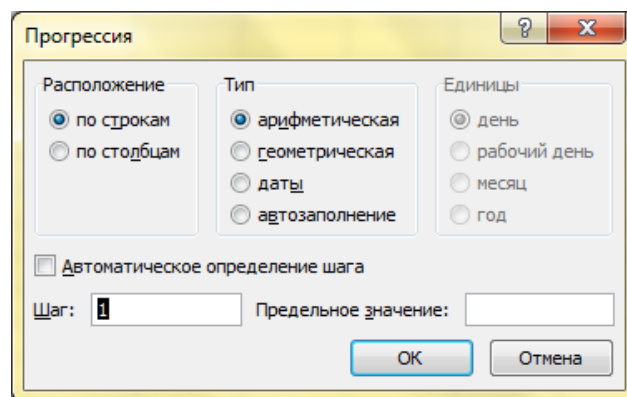 Прогрессия
Расположение Тип Единицы
по строкам арифметическая день
по столбцам геометрическая рабочий день
даты месяц
автозаполнение год
Автоматическое определение шага
Шаг: 1 Предельное значение:
OK Отмена